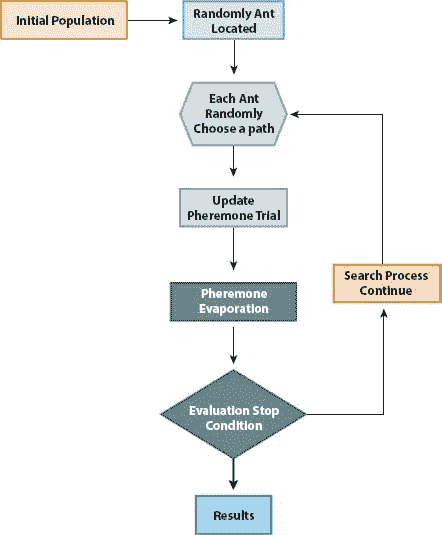 Initial Population
Randomly Ant
Located
Each Ant
Randomly
Choose a path
Update
Pheremone Trial
Pheremone
Evaporation
Search Process
Continue
Evaluation Stop
Condition
Results